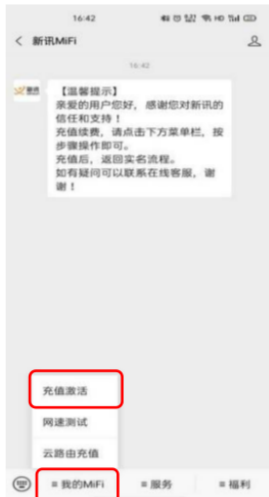 16:42
HD
新讯MiFi
16:42
【温馨提示】
亲爱的用户您好，感谢您对新讯的
信任和支持！
充值续费，请点击下方菜单栏，按
步骤操作即可。
充值后，返回实名流程。
如有疑问可以联系在线客服，谢
谢！
充值激活
网速测试
云路由充值
我的MiFi
服务
福利